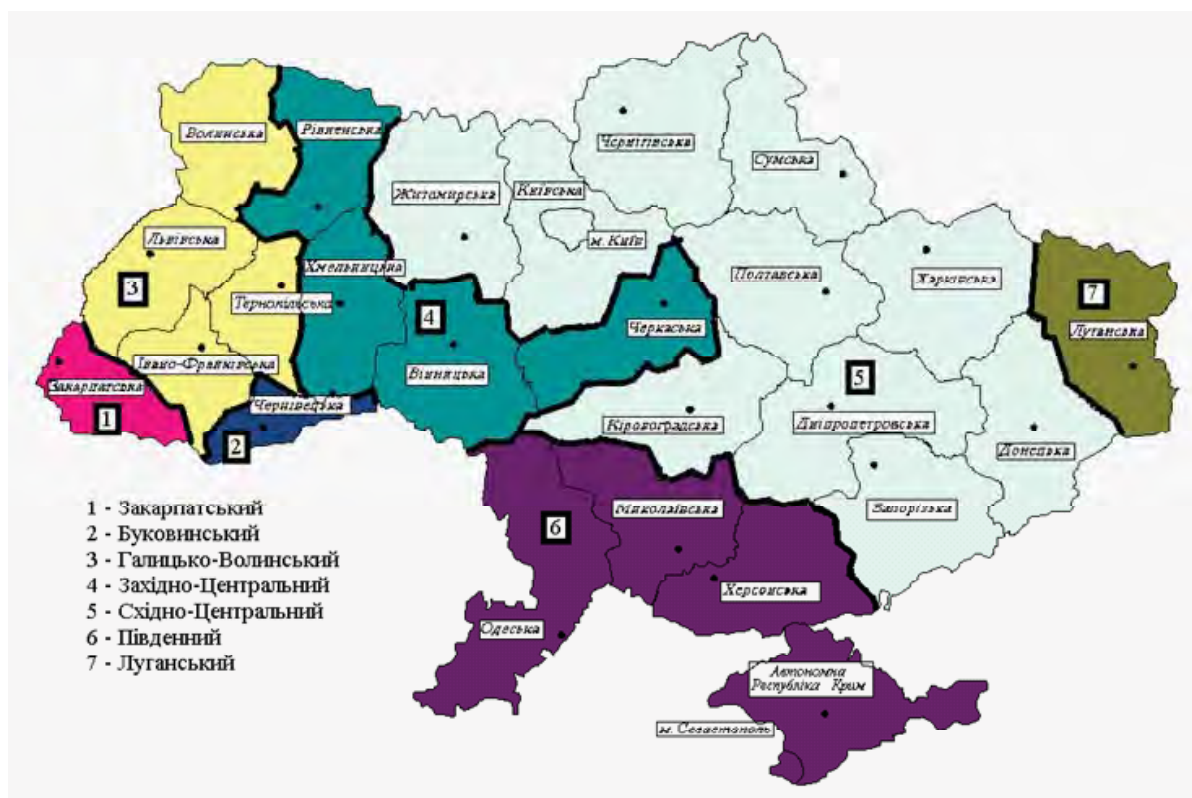 Волинська
Рівненська
Житомирська
Київська
м. Київ
Чернігівська
Сумська
Львівська
3
Тернопільська
Хмельницька
4
Вінницька
Черкаська
Полтавська
Харківська
7
Луганська
Закарпатська
1
Івано-Франківська
Чернівецька
2
Кіровоградська
5
Дніпропетровська
Донецька
Запорізька
6
Миколаївська
Херсонська
Одеська
Автономна
Республіка Крим
м. Севастополь
1 - Закарпатський
2 - Буковинський
3 - Галицько-Волинський
4 - Західно-Центральний
5 - Східно-Центральний
6 - Південний
7 - Луганський